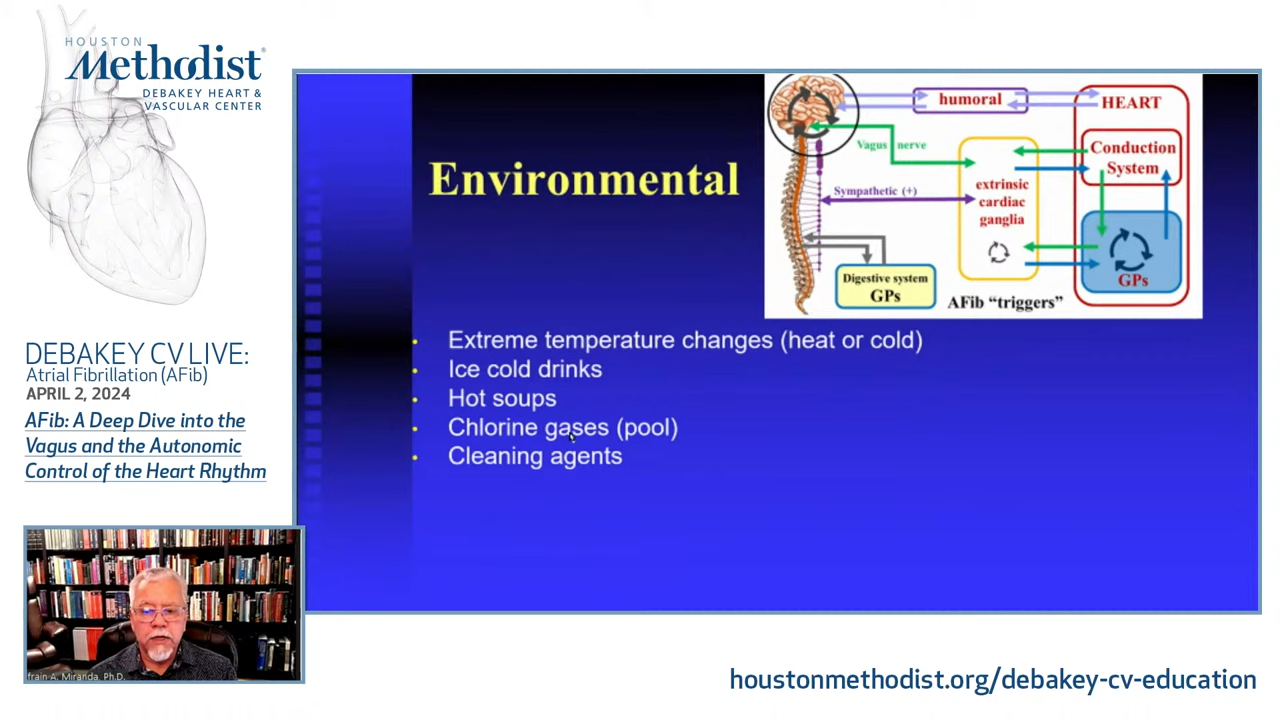 HOUSTON
Methodist®
DEBAKEY HEART &
VASCULAR CENTER
DEBAKEY CV LIVE:
Atrial Fibrillation (AFib)
APRIL 2, 2024
AFib: A Deep Dive into the
Vagus and the Autonomic
Control of the Heart Rhythm
frain A. Miranda, Ph.D.
Environmental
humoral
HEART
Vagus nerve
Conduction
System
Sympathetic (+)
extrinsic
cardiac
ganglia
Digestive system
GPs
GPs
AFib “triggers”
• Extreme temperature changes (heat or cold)
• Ice cold drinks
• Hot soups
• Chlorine gases (pool)
• Cleaning agents
houstonmethodist.org/debakey-cv-education